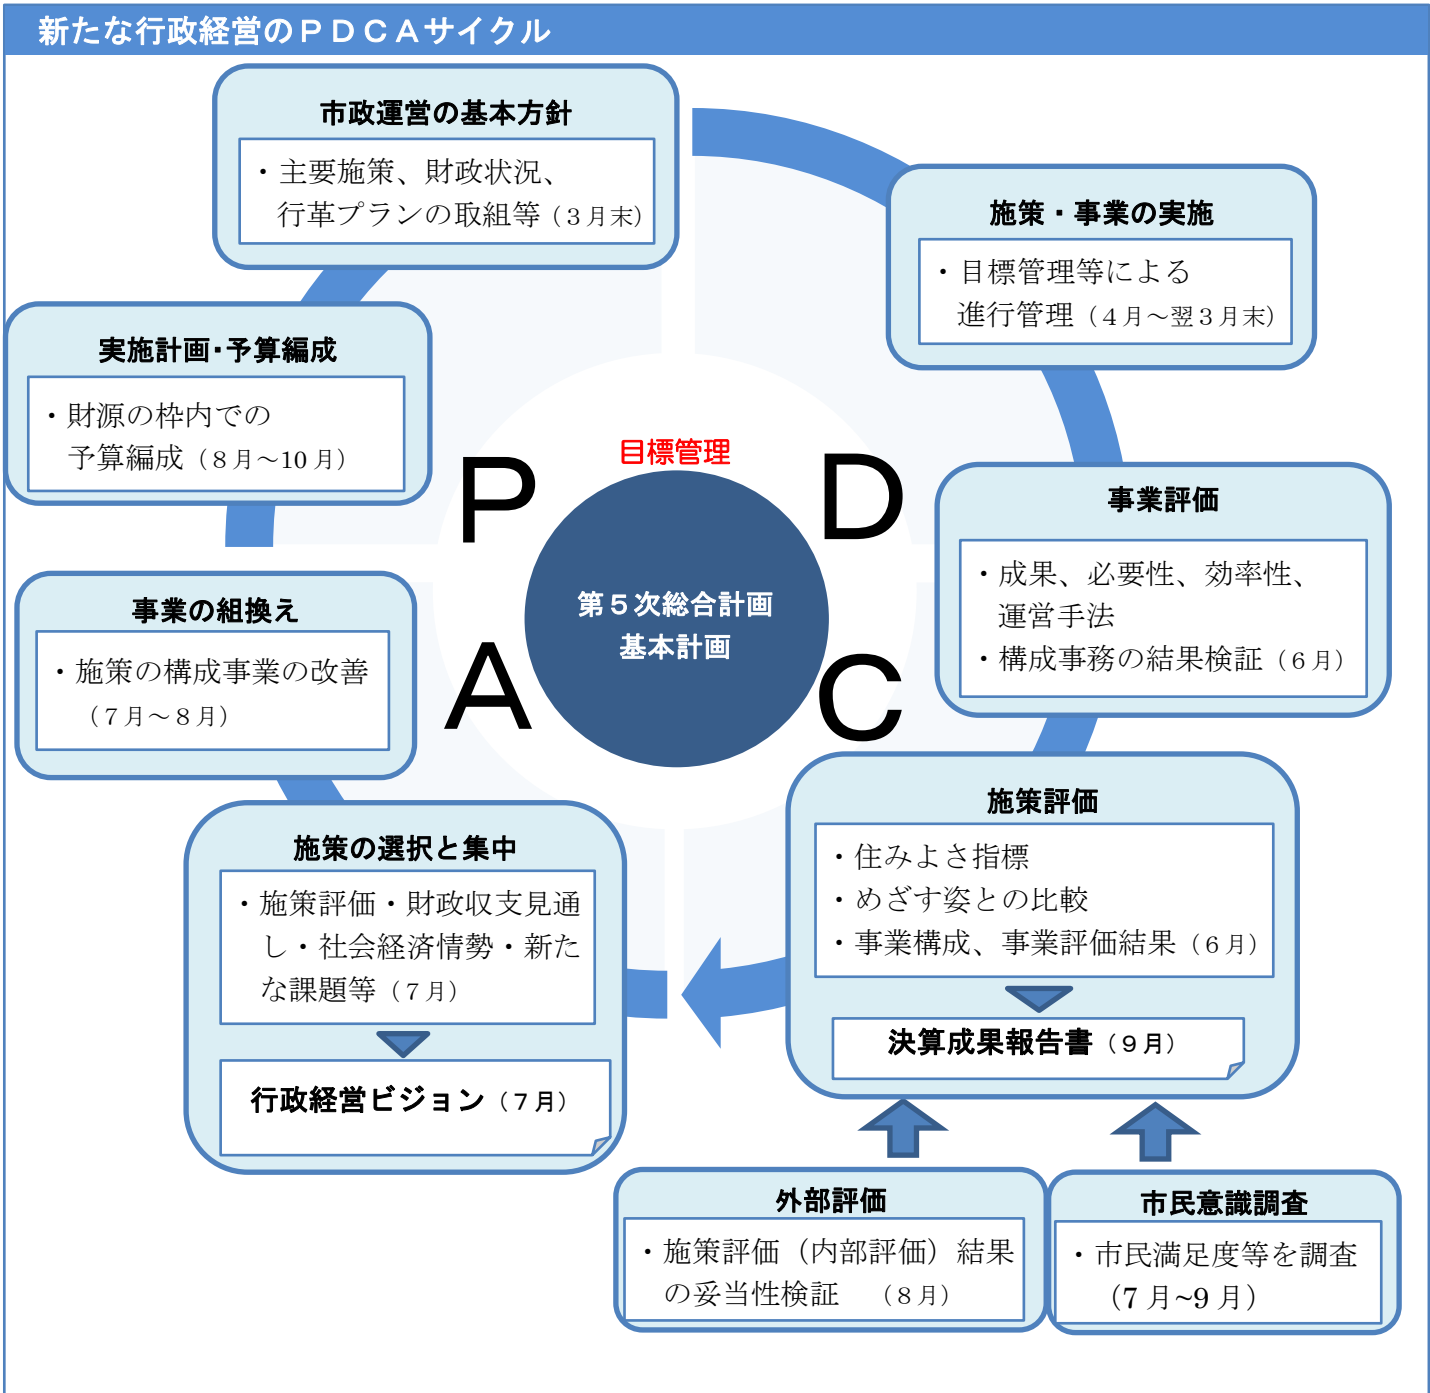 新たな行政経営のＰＤＣＡサイクル
市政運営の基本方針
・主要施策、財政状況、
行革プランの取組等（３月末）
施策・事業の実施
・目標管理等による
進行管理（４月～翌３月末）
実施計画・予算編成
・財源の枠内での
予算編成（８月～10月）
目標管理
P
D
事業評価
・成果、必要性、効率性、
運営手法
・構成事務の結果検証（６月）
第５次総合計画
基本計画
事業の組換え
・施策の構成事業の改善
（７月～８月）
A
C
施策評価
・住みよさ指標
・めざす姿との比較
・事業構成、事業評価結果（６月）
決算成果報告書（９月）
施策の選択と集中
・施策評価・財政収支見通
し・社会経済情勢・新た
な課題等（７月）
行政経営ビジョン（７月）
外部評価
・施策評価（内部評価）結果
の妥当性検証　（８月）
市民意識調査
・市民満足度等を調査
（7 月~9 月）